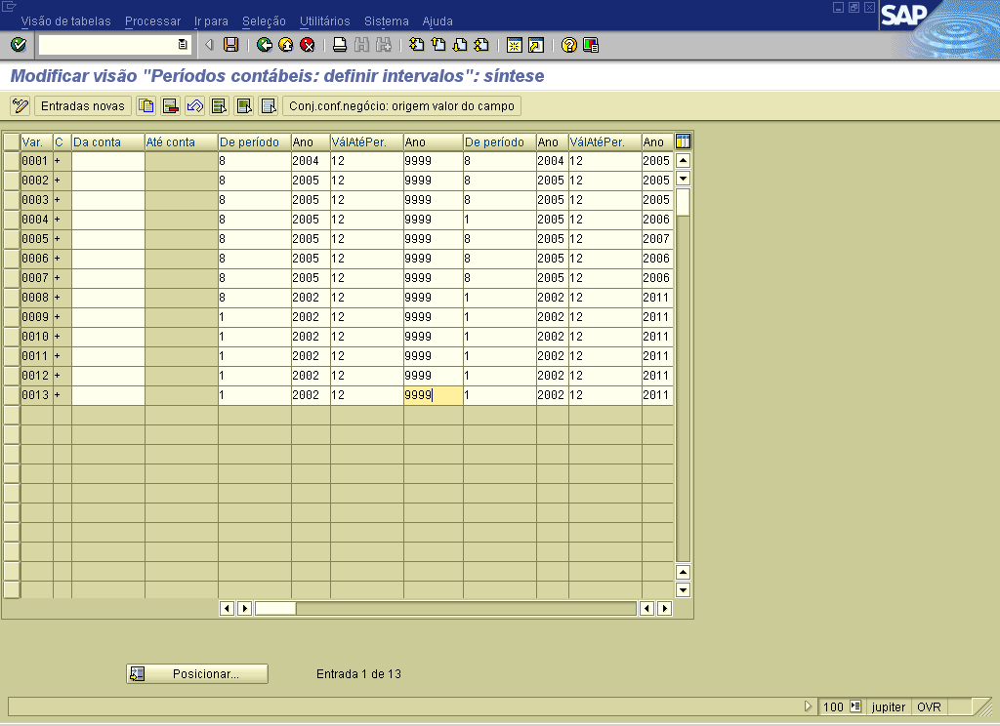 Visão de tabelas Processar Ir para Seleção Utilitários Sistema Ajuda
SAP
Modificar visão "Períodos contábeis: definir intervalos": síntese
Entradas novas Conj.conf.negócio: origem valor do campo
Var. C Da conta Até conta De período Ano VálAtéPer. Ano De período Ano VálAtéPer. Ano
0001 + 8 2004 12 9999 8 2004 12 2005
0002 + 8 2005 12 9999 8 2005 12 2005
0003 + 8 2005 12 9999 8 2005 12 2005
0004 + 8 2005 12 9999 1 2005 12 2006
0005 + 8 2005 12 9999 8 2005 12 2007
0006 + 8 2005 12 9999 8 2005 12 2006
0007 + 8 2005 12 9999 8 2005 12 2006
0008 + 8 2002 12 9999 1 2002 12 2011
0009 + 1 2002 12 9999 1 2002 12 2011
0010 + 1 2002 12 9999 1 2002 12 2011
0011 + 1 2002 12 9999 1 2002 12 2011
0012 + 1 2002 12 9999 1 2002 12 2011
0013 + 1 2002 12 9999 1 2002 12 2011
Posicionar... Entrada 1 de 13
100 jupiter OVR